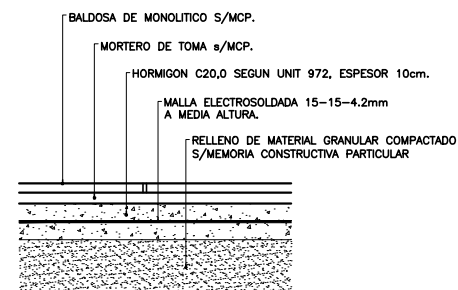 BALDOSA DE MONOLITICO S/MCP.
MORTERO DE TOMA s/MCP.
HORMIGON C20,0 SEGUN UNIT 972, ESPESOR 10cm.
MALLA ELECTROSOLDADA 15-15-4.2mm
A MEDIA ALTURA.
RELLENO DE MATERIAL GRANULAR COMPACTADO
S/MEMORIA CONSTRUCTIVA PARTICULAR